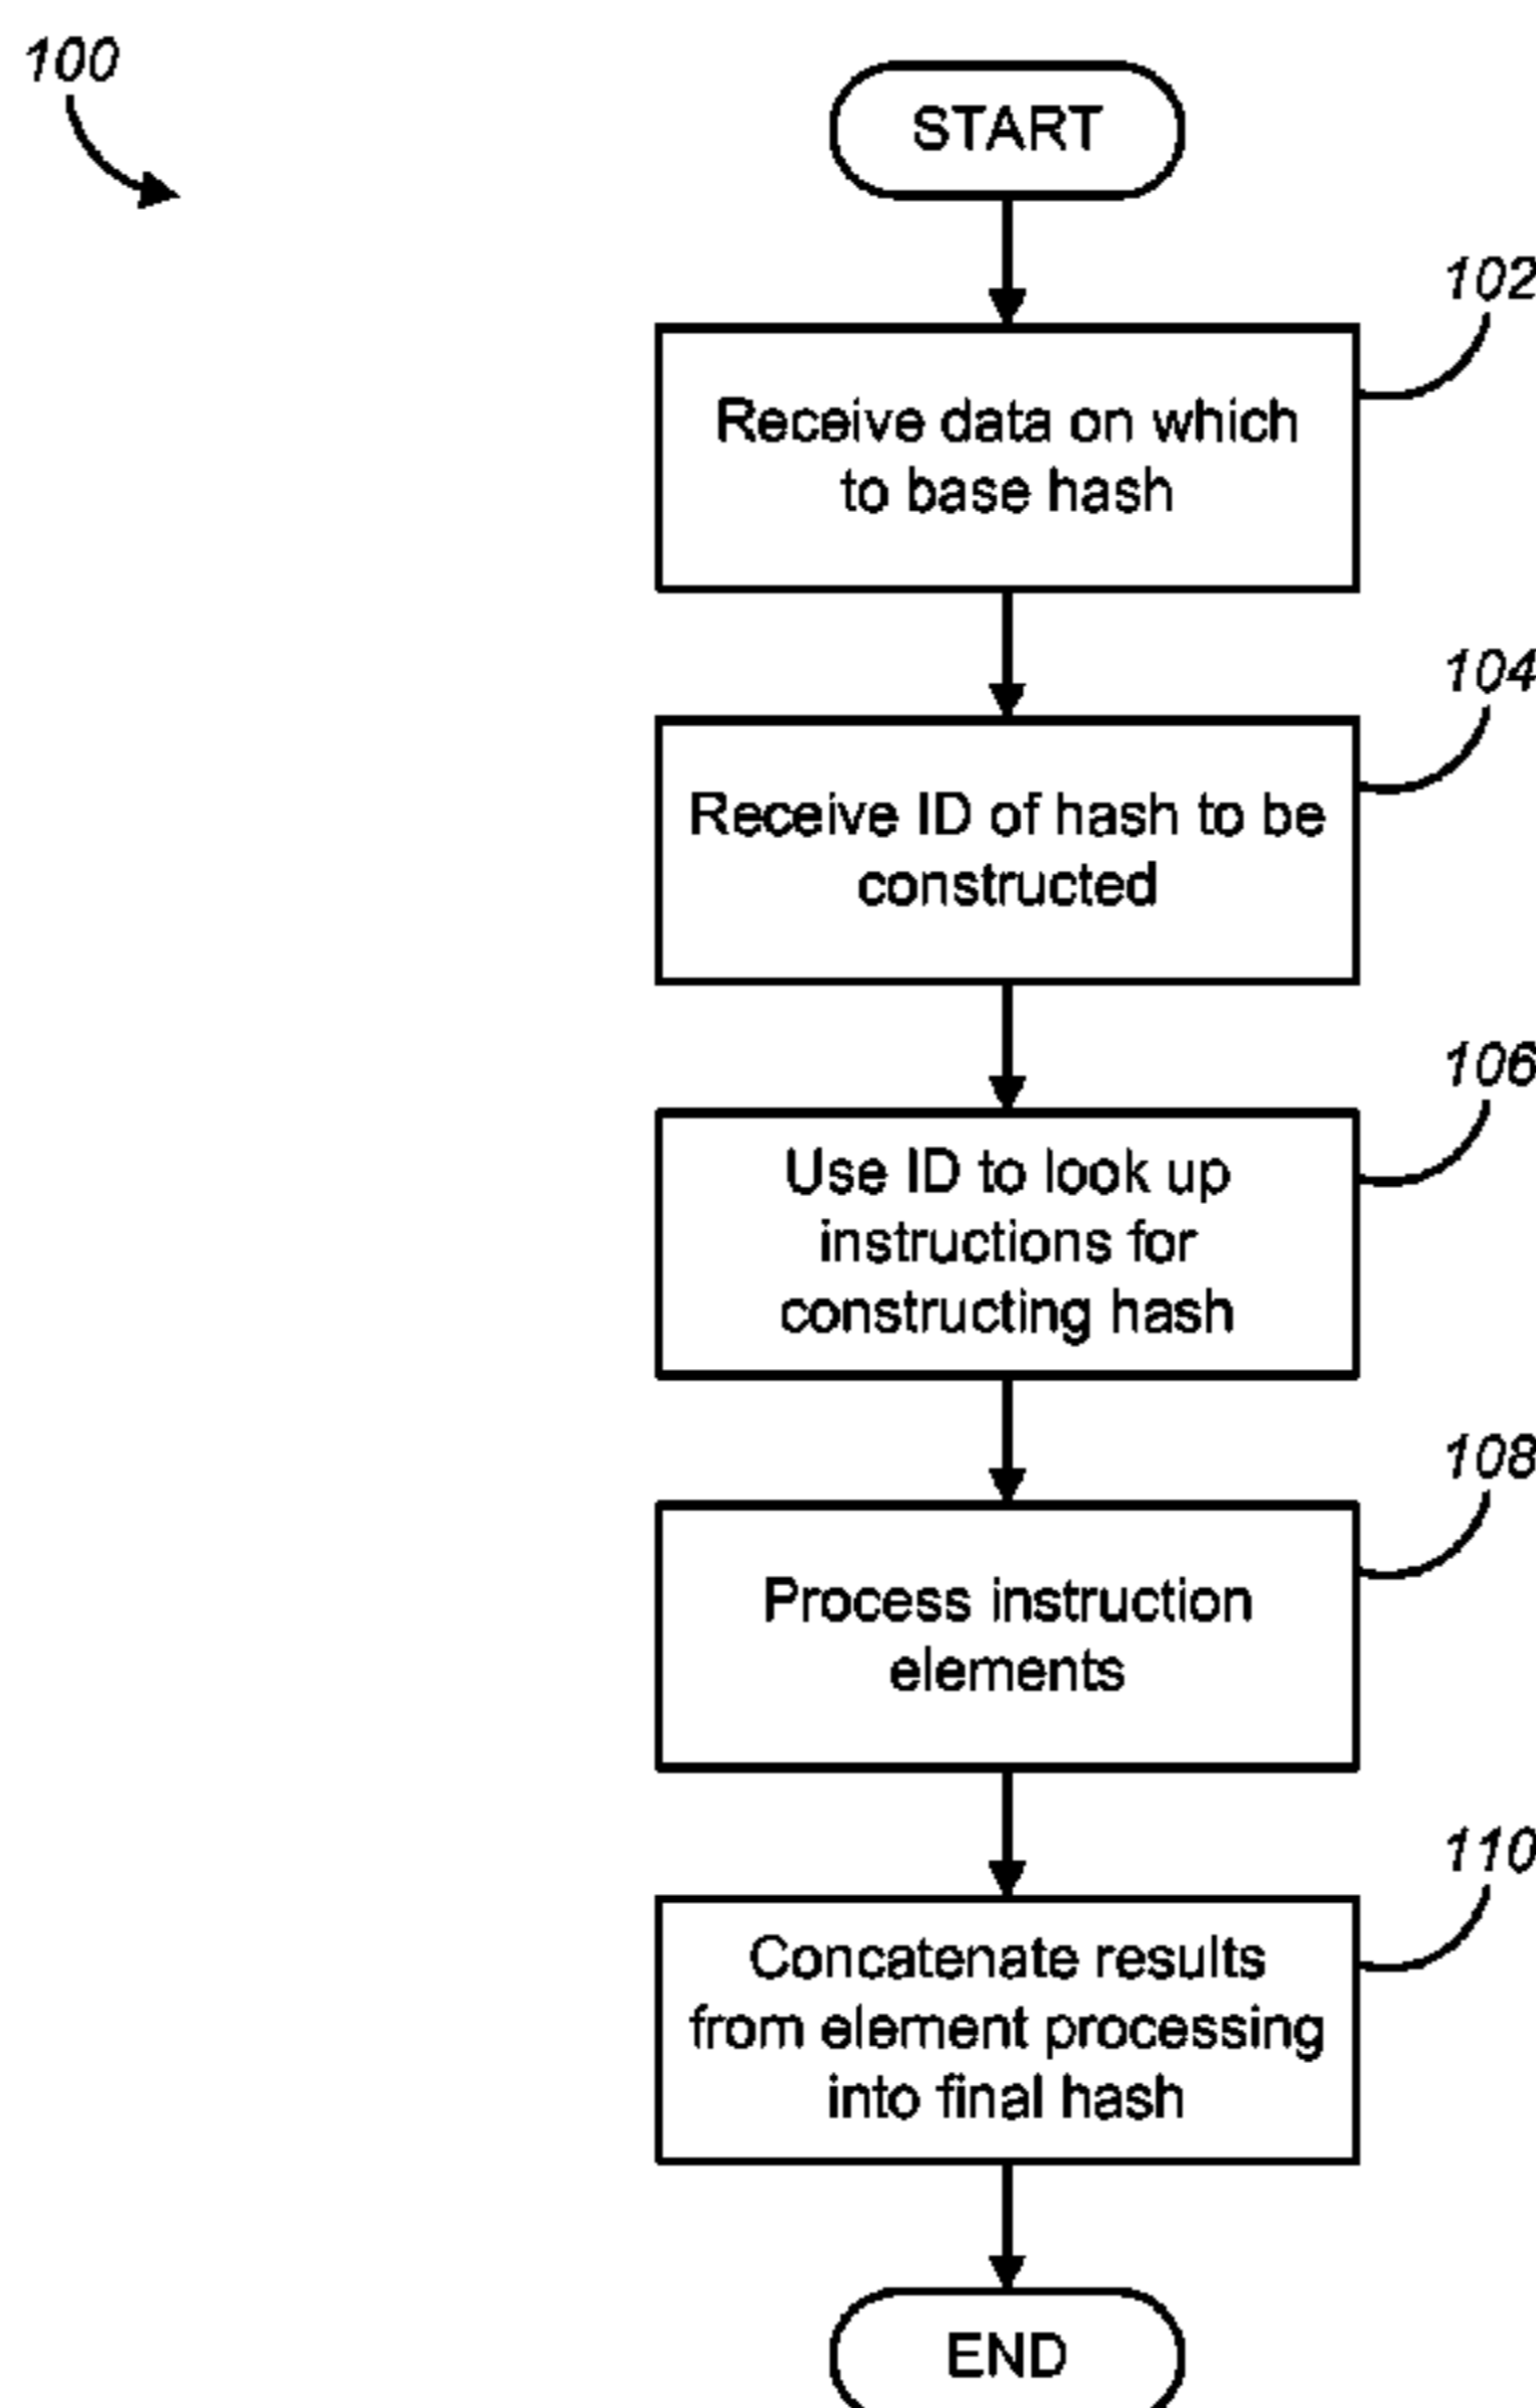 100
START
102
Receive data on which
to base hash
104
Receive ID of hash to be
constructed
106
Use ID to look up
instructions for
constructing hash
108
Process instruction
elements
110
Concatenate results
from element processing
into final hash
END